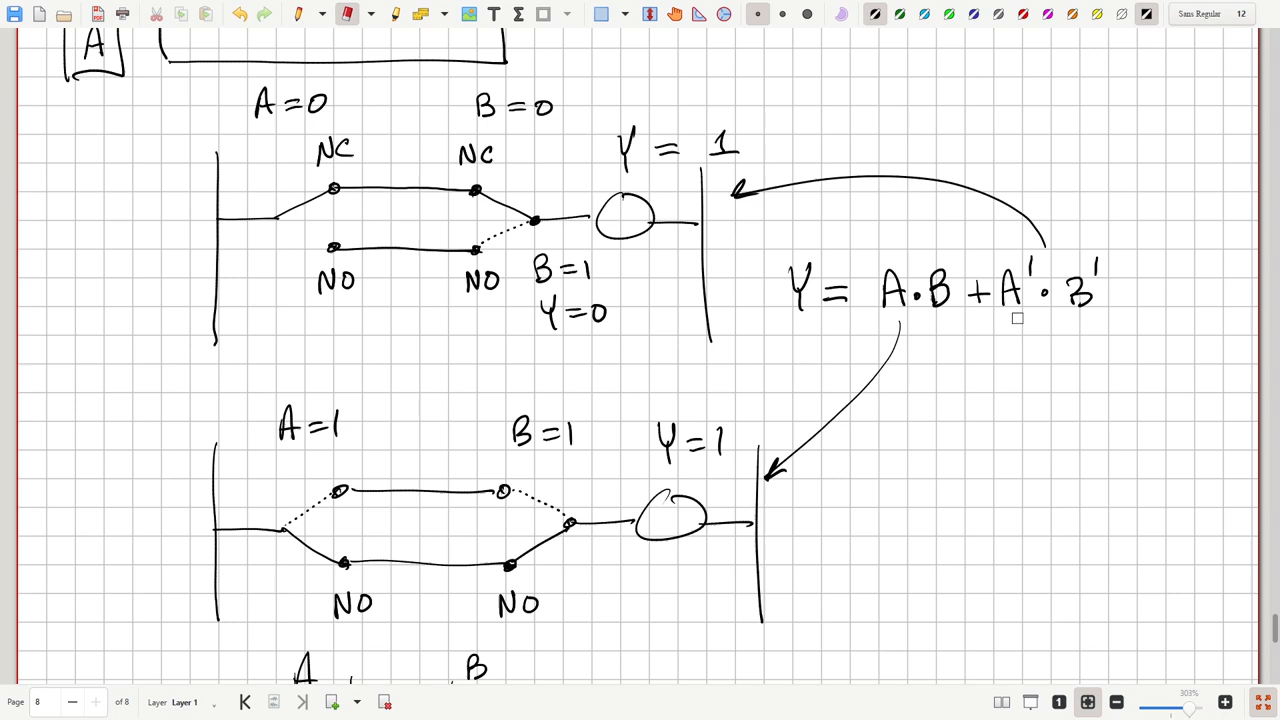 Sans Regular 12
A
A = 0 B = 0
NC NC Y = 1
NO NO B = 1
Y = 0
Y = A · B + A' · B'
A = 1 B = 1 Y = 1
NO NO
A B
Page 8 of 8 Layer Layer 1 303%